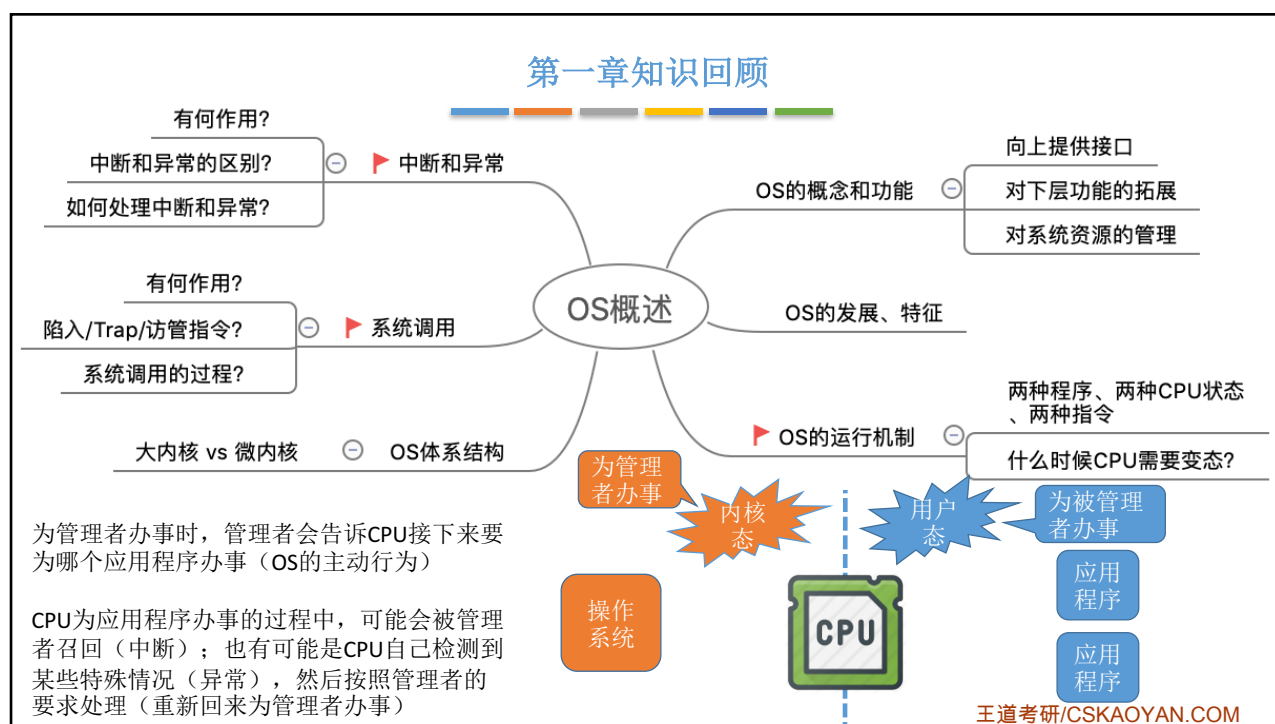 第一章知识回顾
有何作用?
中断和异常的区别?
如何处理中断和异常?
中断和异常
有何作用?
陷入/Trap/访管指令?
系统调用的过程?
系统调用
大内核 vs 微内核
OS体系结构
OS概述
OS的概念和功能
向上提供接口
对下层功能的拓展
对系统资源的管理
OS的发展、特征
OS的运行机制
两种程序、两种CPU状态
、两种指令
什么时候CPU需要变态?
为管理
者办事
内核
态
用户
态
为被管理
者办事
操作
系统
CPU
应用
程序
应用
程序
为管理者办事时，管理者会告诉CPU接下来要
为哪个应用程序办事（OS的主动行为）
CPU为应用程序办事的过程中，可能会被管理
者召回（中断）；也有可能是CPU自己检测到
某些特殊情况（异常），然后按照管理者的
要求处理（重新回来为管理者办事）
王道考研/CSKAOYAN.COM